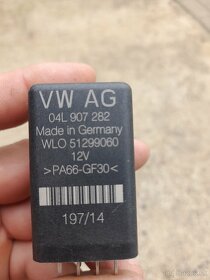 VW AG
04L 907 282
Made in Germany
WLO 51299060
12V
>PA66-GF30<
197/14